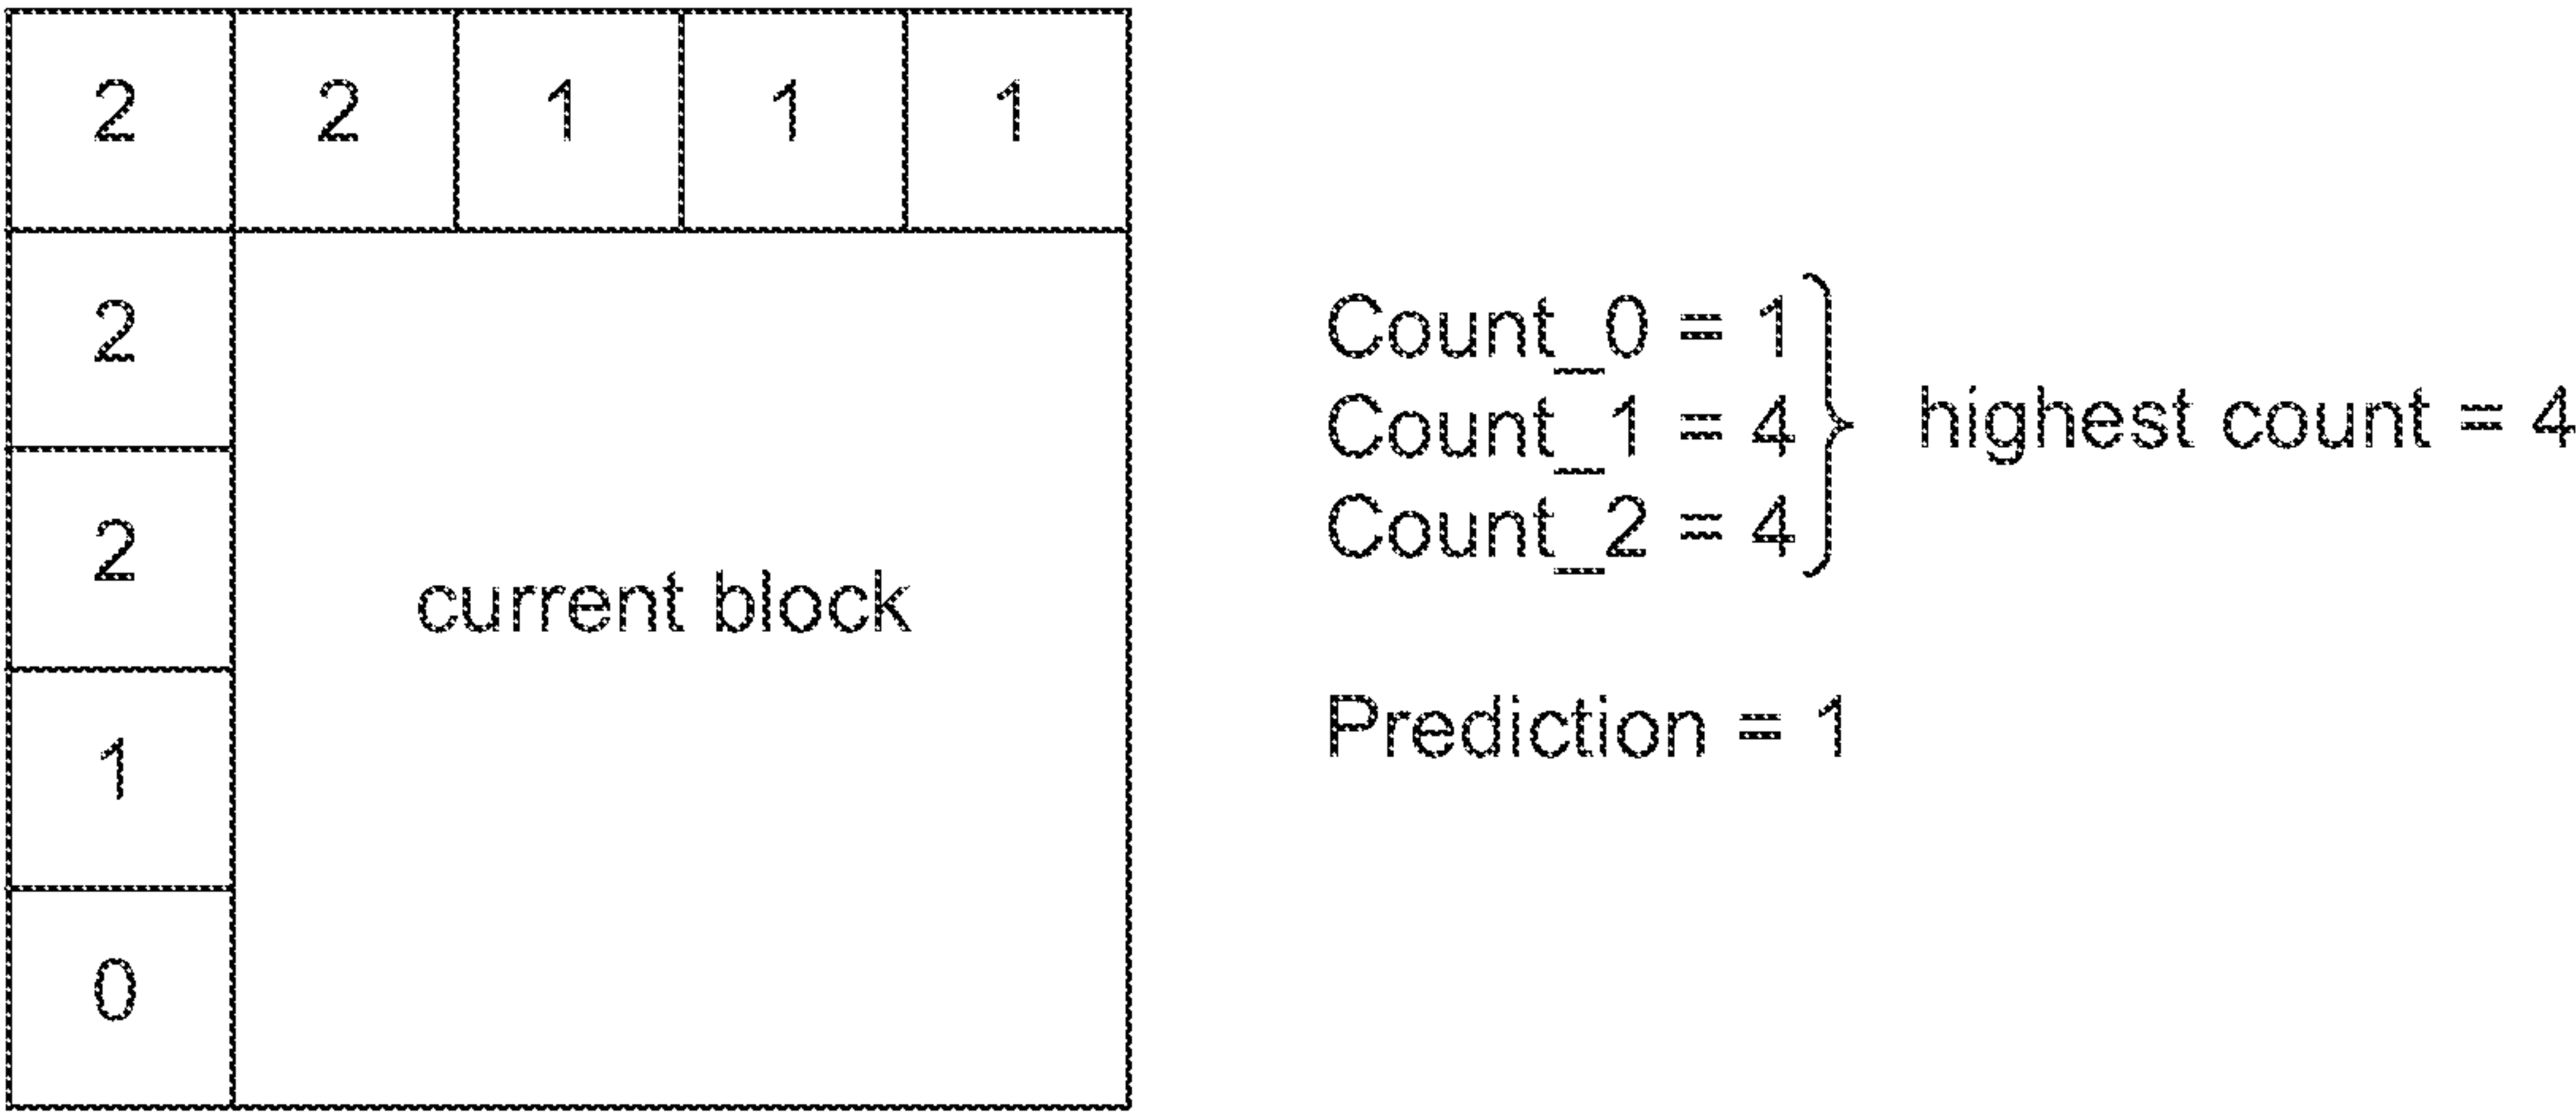 2 2 1 1 1
2
2
1
0
current block
Count_0 = 1
Count_1 = 4
Count_2 = 4
highest count = 4
Prediction = 1